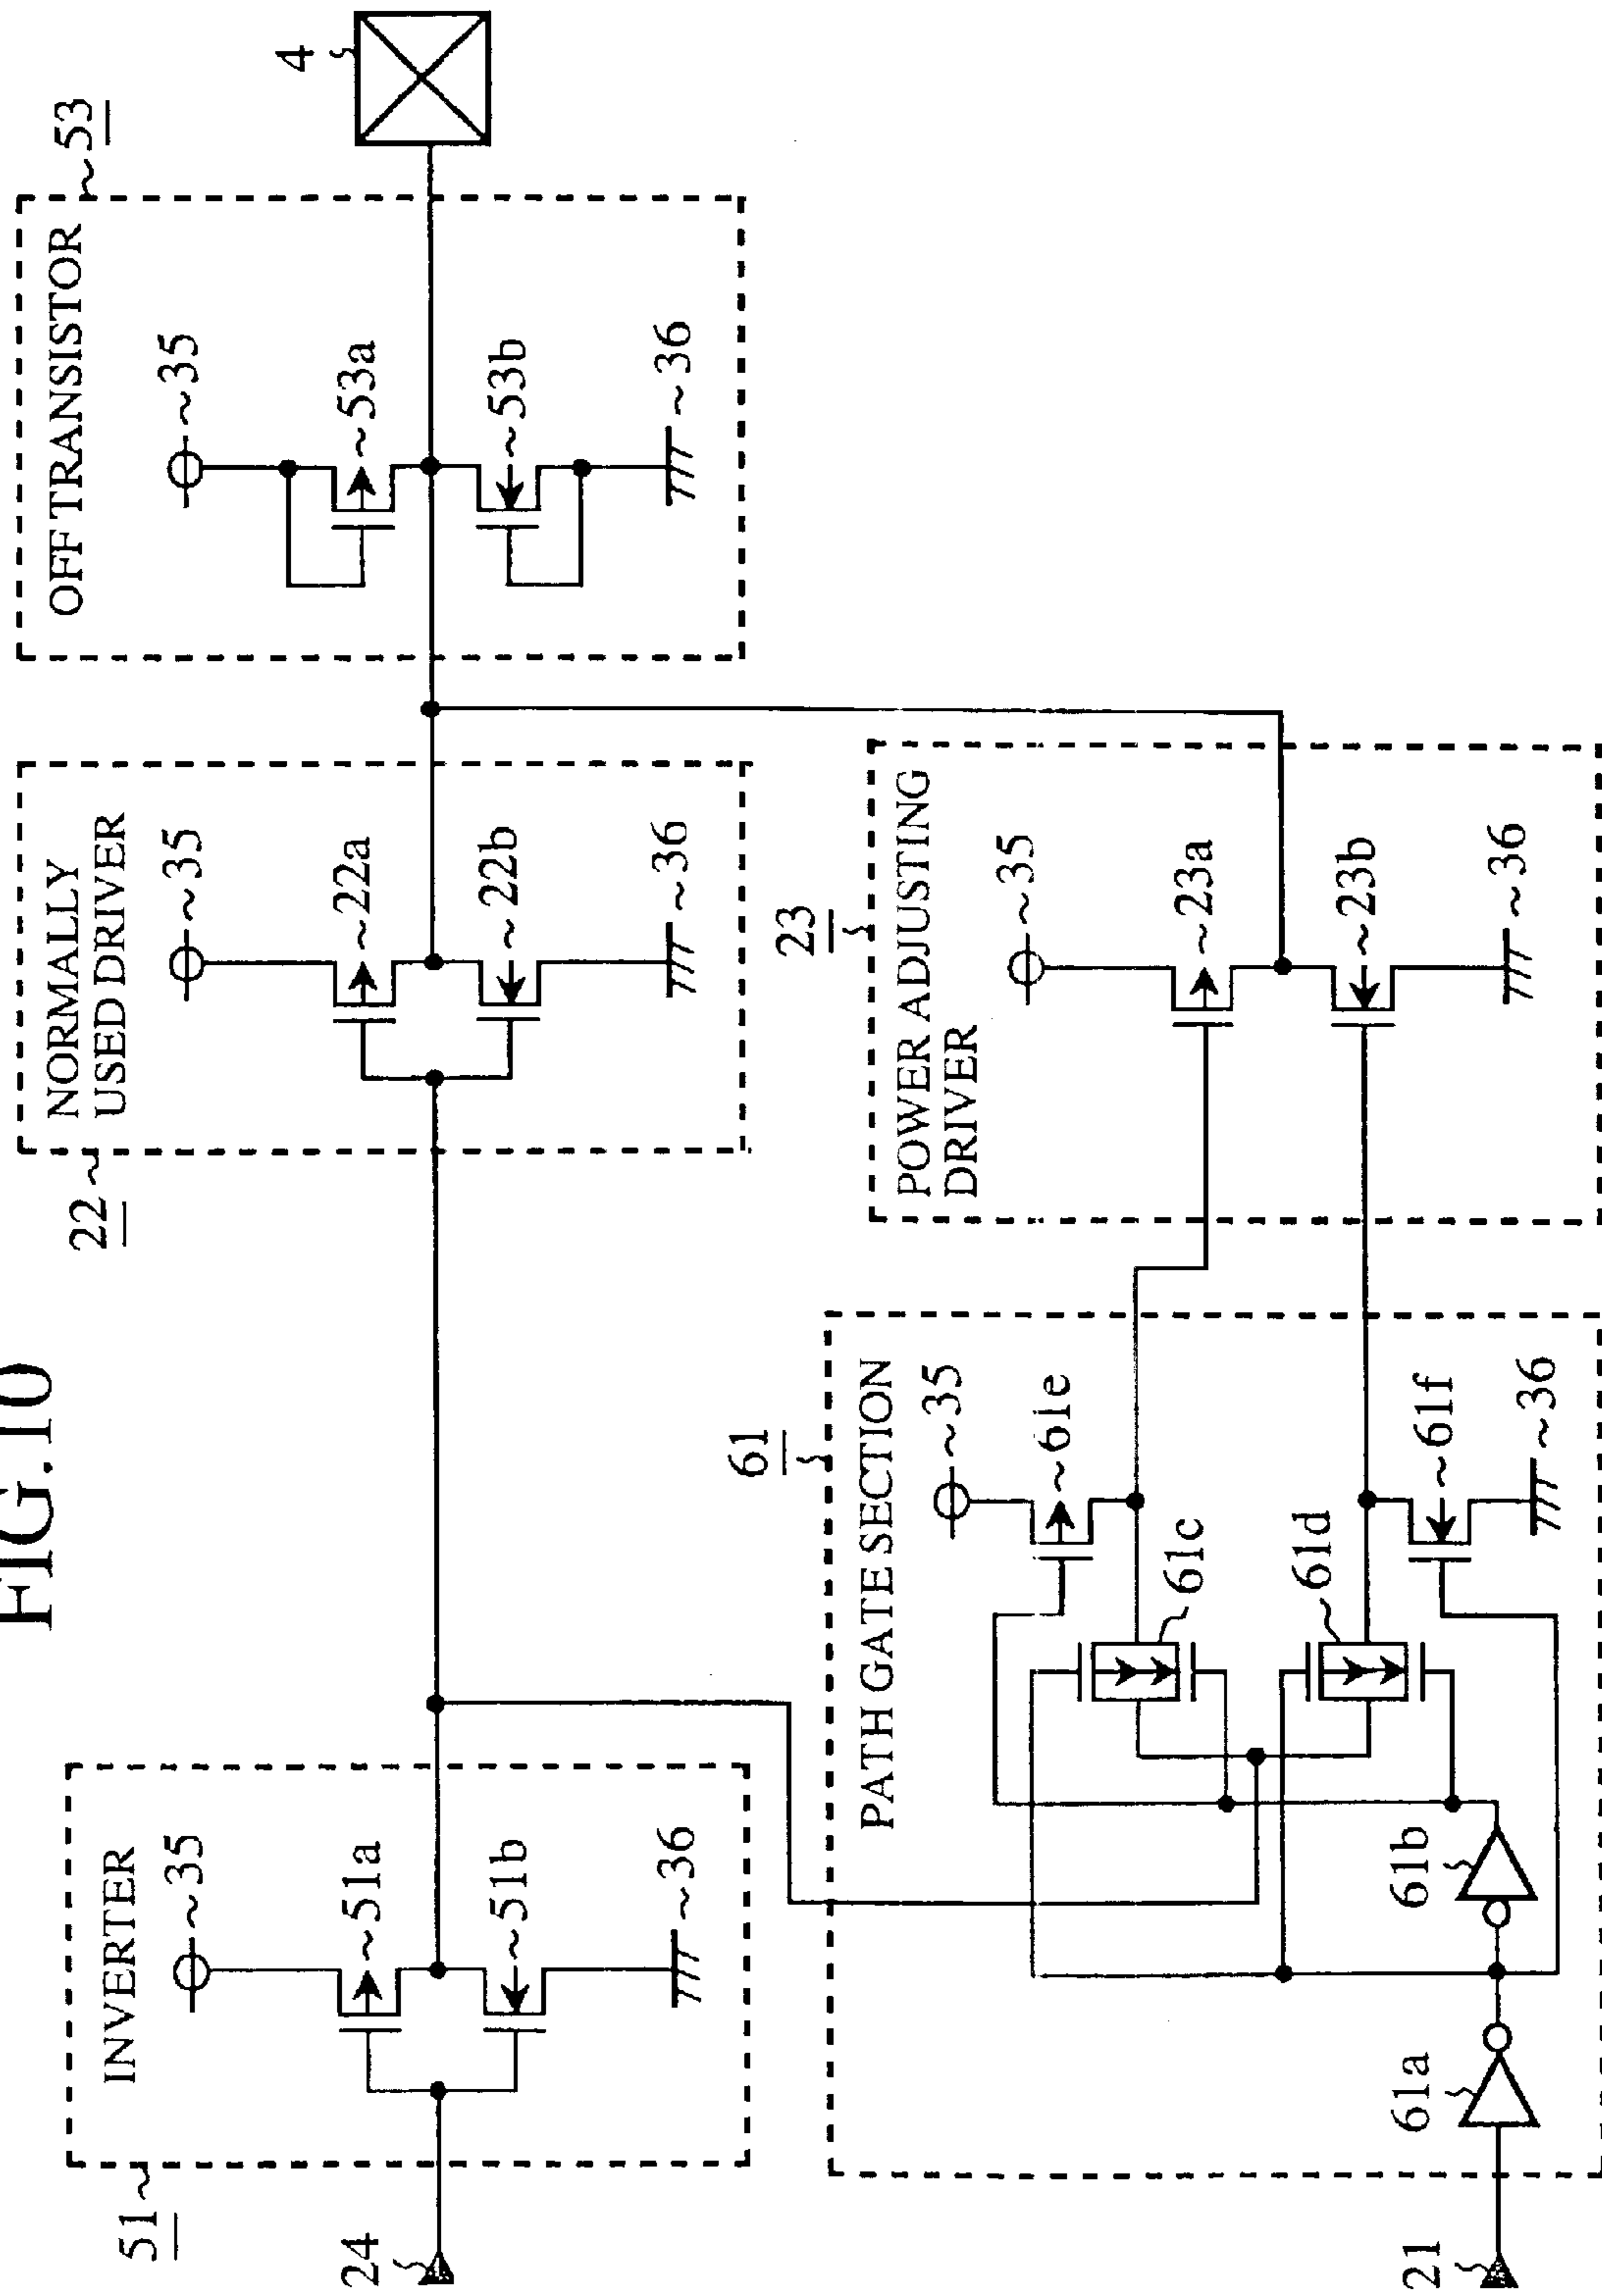 FIG.10
51
INVERTER
35
51a
51b
36
24
22
NORMALLY
USED DRIVER
35
22a
22b
36
53
OFF TRANSISTOR
35
53a
53b
36
4
61
PATH GATE SECTION
35
61e
61c
61d
61f
36
61a
61b
21
23
POWER ADJUSTING
DRIVER
35
23a
23b
36